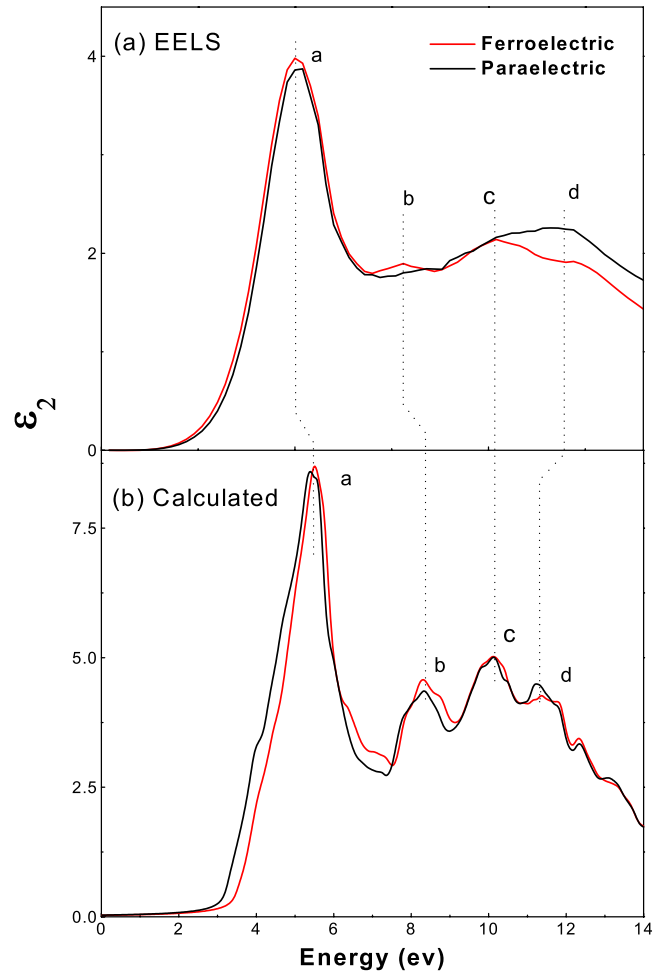 (a) EELS
Ferroelectric
Paraelectric
a
b
c
d
4
2
0
ε2
(b) Calculated
a
b
c
d
7.5
5.0
2.5
0.0
0 2 4 6 8 10 12 14
Energy (ev)